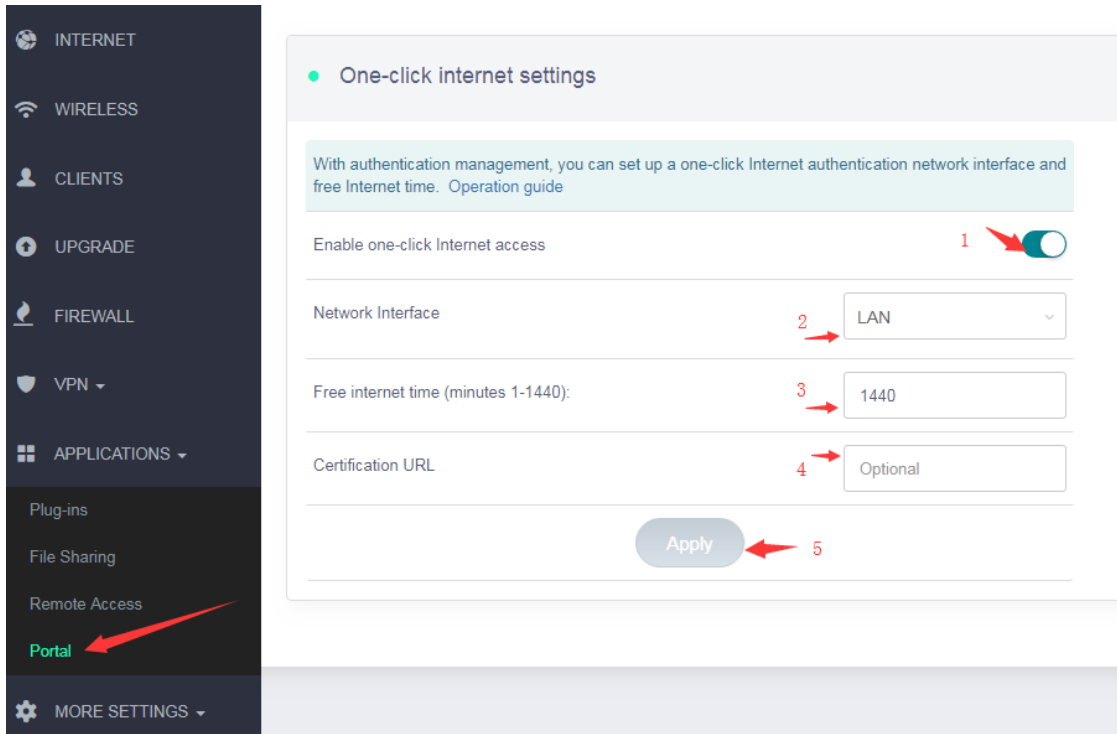 INTERNET
WIRELESS
CLIENTS
UPGRADE
FIREWALL
VPN
APPLICATIONS
Plug-ins
File Sharing
Remote Access
Portal
MORE SETTINGS
One-click internet settings
With authentication management, you can set up a one-click Internet authentication network interface and
free Internet time. Operation guide
Enable one-click Internet access 1
Network Interface 2 LAN
Free internet time (minutes 1-1440): 3 1440
Certification URL 4 Optional
Apply 5